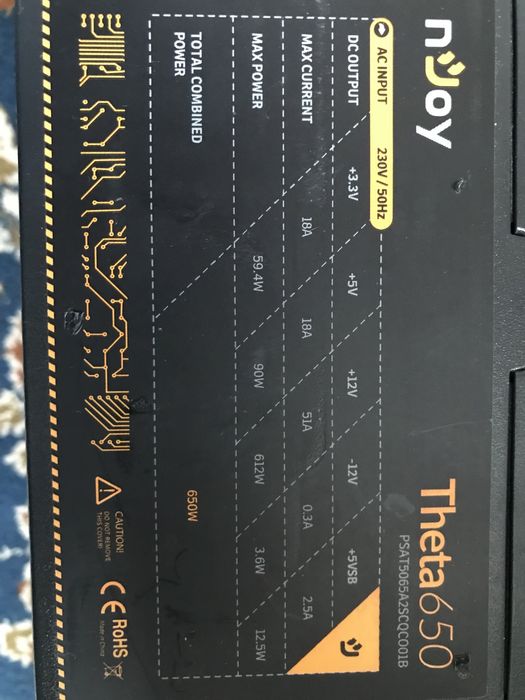 nJoy
Theta650
PSAT5065A2SCQCO01B
AC INPUT 230V / 50Hz
DC OUTPUT +3.3V +5V +12V -12V +5VSB
MAX CURRENT 18A 18A 51A 0.3A 2.5A
MAX POWER 59.4W 90W 612W 3.6W 12.5W
TOTAL COMBINED
POWER
650W
CAUTION!
DO NOT REMOVE
THIS COVER!
CE RoHS
Made in China